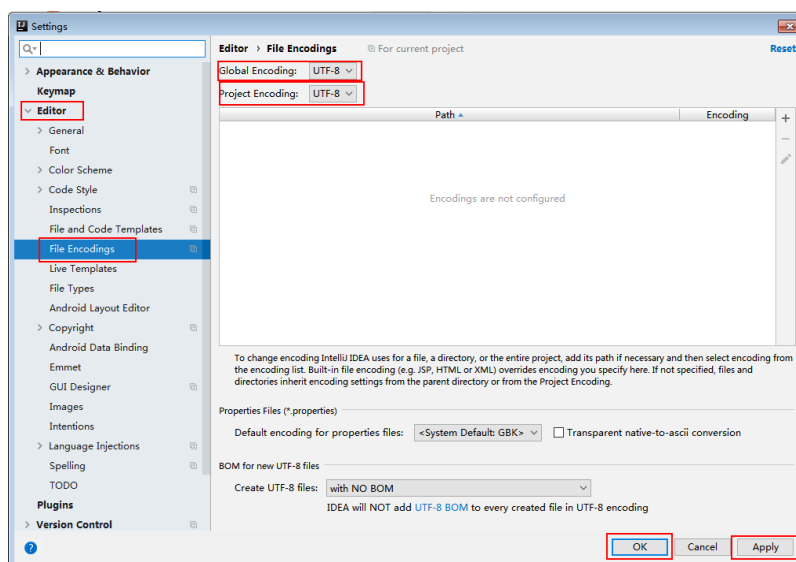 Settings
Editor › File Encodings For current project Reset
Appearance & Behavior
Global Encoding: UTF-8
Keymap
Project Encoding: UTF-8
Editor
Path Encoding
General
Font
Color Scheme
Code Style
Encodings are not configured
Inspections
File and Code Templates
File Encodings
Live Templates
File Types
Android Layout Editor
Copyright
Android Data Binding
Emmet
GUI Designer
Images
Intentions
Language Injections
Spelling
TODO
Plugins
Version Control
To change encoding IntelliJ IDEA uses for a file, a directory, or the entire project, add its path if necessary and then select encoding from
the encoding list. Built-in file encoding (e.g. JSP, HTML or XML) overrides encoding you specify here. If not specified, files and
directories inherit encoding settings from the parent directory or from the Project Encoding.
Properties Files (*.properties)
Default encoding for properties files: <System Default: GBK> Transparent native-to-ascii conversion
BOM for new UTF-8 files
Create UTF-8 files: with NO BOM
IDEA will NOT add UTF-8 BOM to every created file in UTF-8 encoding
? OK Cancel Apply